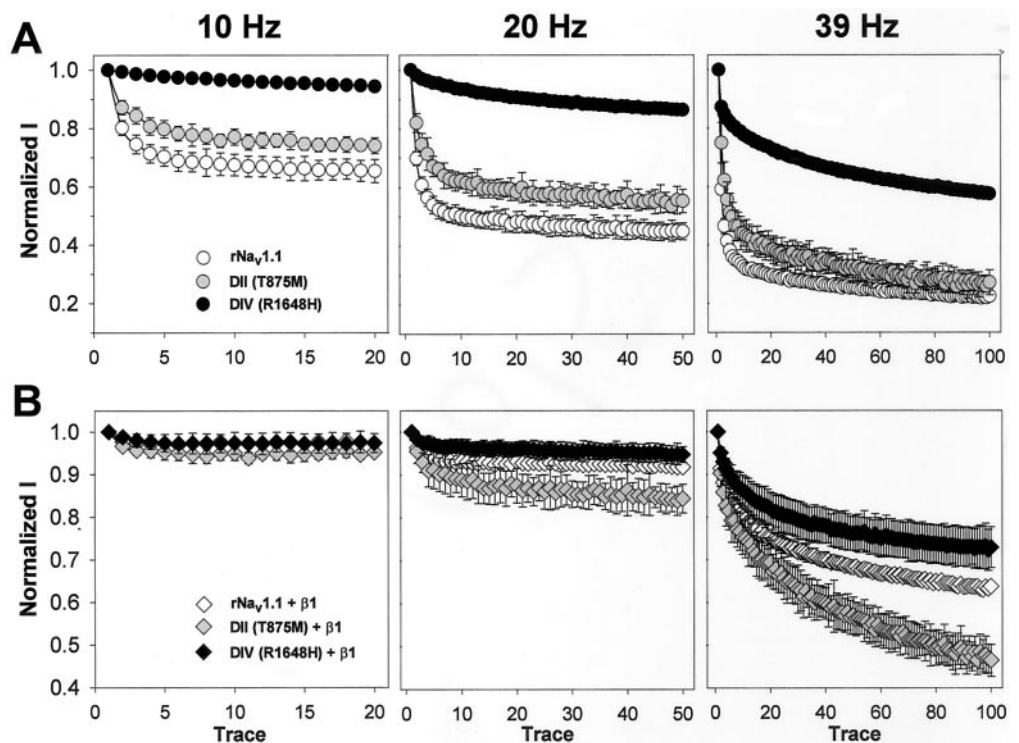 10 Hz
20 Hz
39 Hz
A
Normalized I
1.0
0.8
0.6
0.4
0.2
rNaV1.1
DII (T875M)
DIV (R1648H)
0 5 10 15 20
0 10 20 30 40 50
0 20 40 60 80 100
B
Normalized I
1.0
0.9
0.8
0.7
0.6
0.5
0.4
rNaV1.1 + β1
DII (T875M) + β1
DIV (R1648H) + β1
0 5 10 15 20
0 10 20 30 40 50
0 20 40 60 80 100
Trace
Trace
Trace